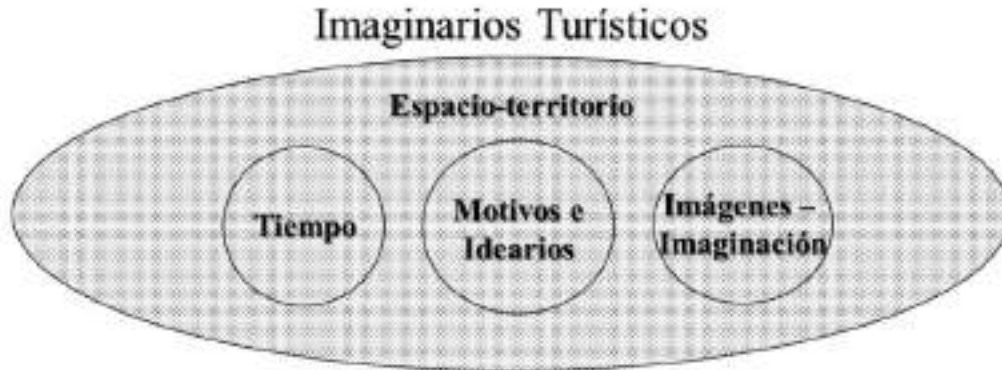 Imaginarios Turísticos
Espacio-territorio
Tiempo
Motivos e
Idearios
Imágenes –
Imaginación